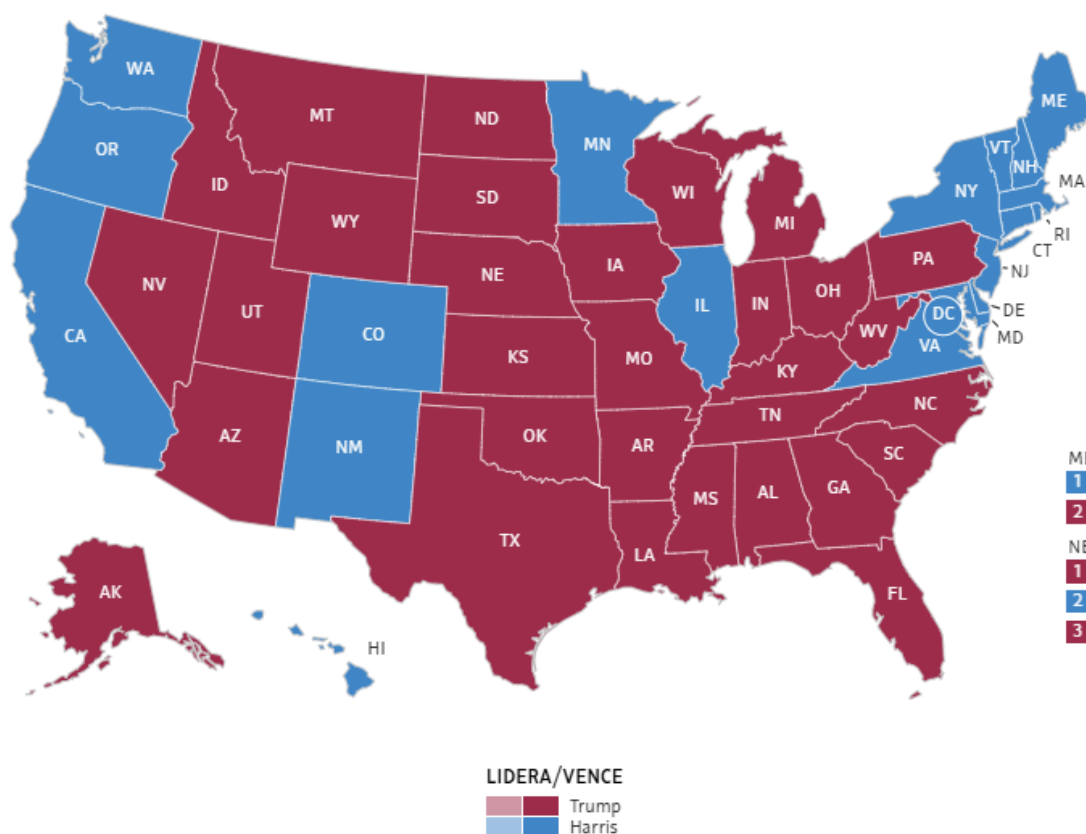 WA
MT
ND
MN
ME
OR
ID
SD
WI
VT
NH
MA
NY
WY
MI
RI
CT
IA
PA
NJ
NE
NV
UT
CO
IL
IN
OH
DE
DC
MD
CA
WV
VA
KS
MO
KY
NC
AZ
NM
OK
TN
AR
SC
MS
AL
GA
TX
LA
FL
AK
HI
1
2
NE
1
2
3
LIDERA/VENCE
Trump
Harris